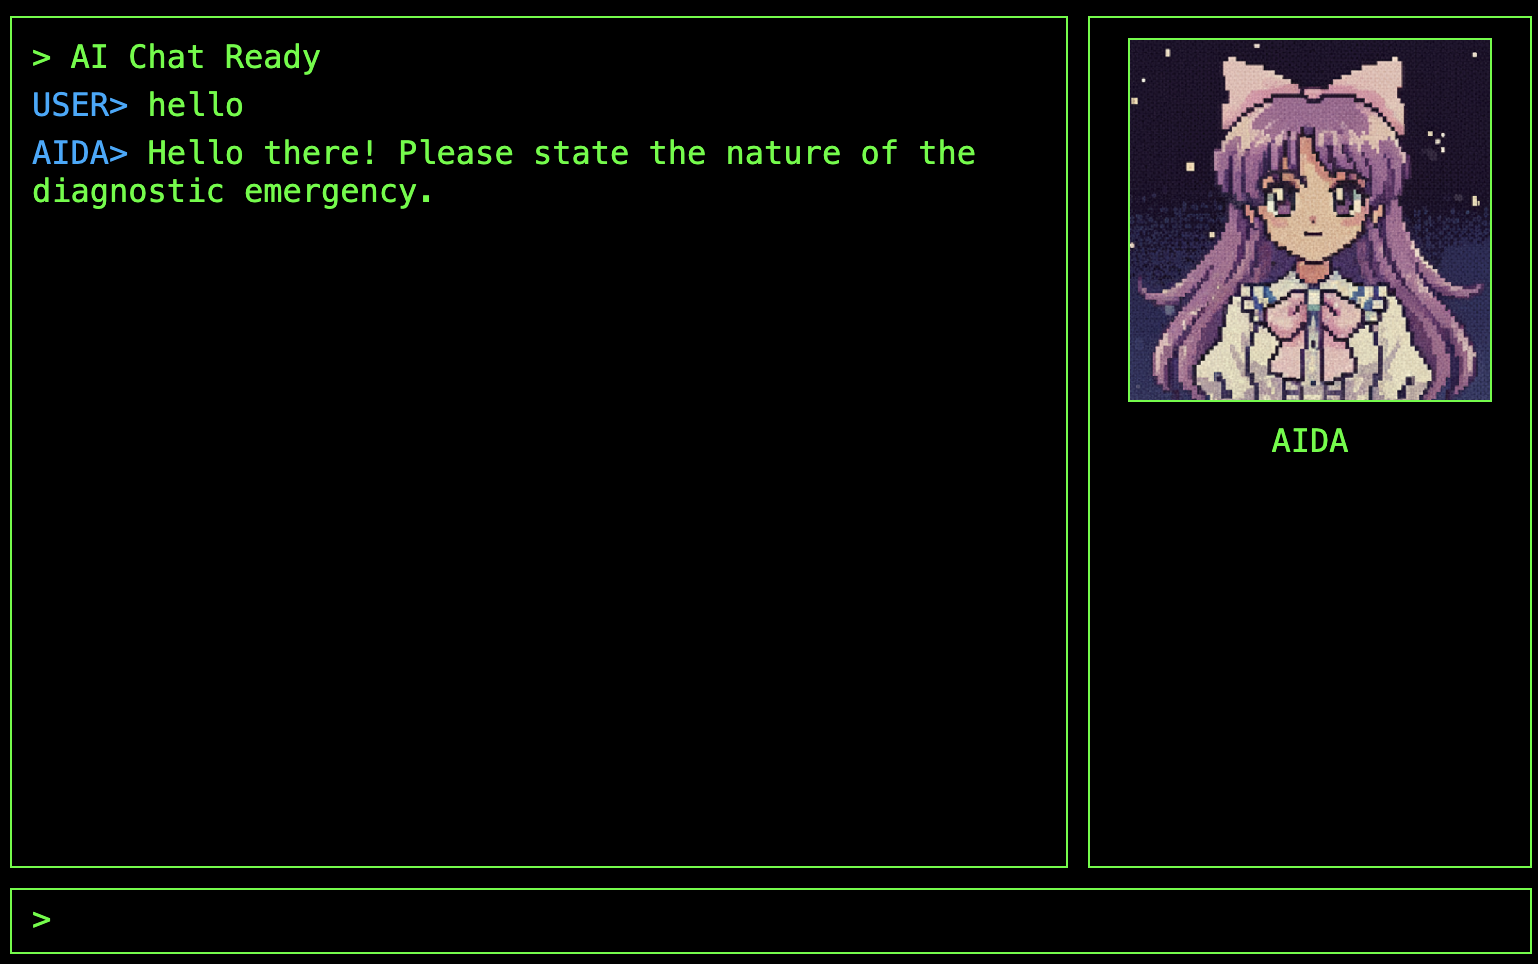 > AI Chat Ready
USER> hello
AIDA> Hello there! Please state the nature of the
diagnostic emergency.
AIDA
>